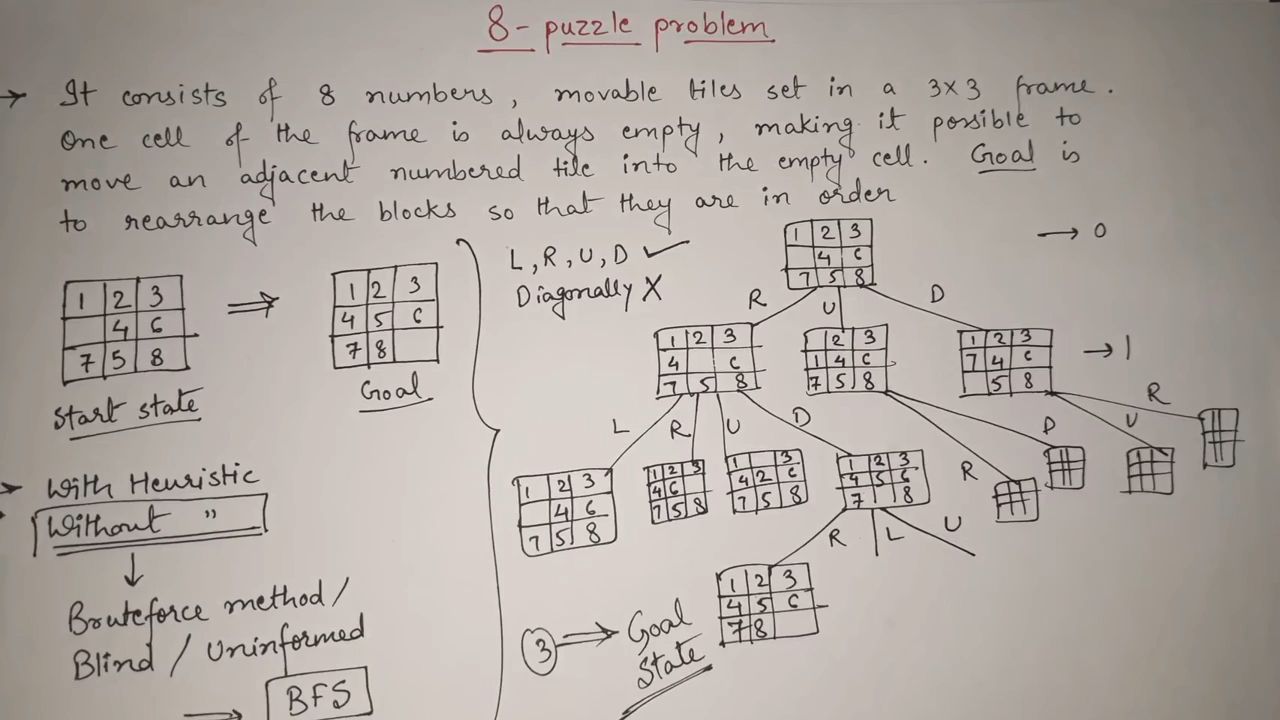 8-puzzle problem
→ It consists of 8 numbers, movable tiles set in a 3×3 frame.
One cell of the frame is always empty, making it possible to
move an adjacent numbered tile into the empty cell. Goal is
to rearrange the blocks so that they are in order
1 2 3
4 6
7 5 8
Start state
⇒
1 2 3
4 5 6
7 8
Goal
→ With Heuristic
Without "
↓
Bruteforce method/
Blind / Uninformed
→ BFS
L, R, U, D ✓
Diagonally X
1 2 3
4 6
7 5 8
→ 0
R U D
1 2 3
4 6
7 5 8
2 3
1 4 6
7 5 8
1 2 3
7 4 6
5 8
→ 1
L R U D
R D
U R
1 2 3
4 6
7 5 8
1 2 3
4 6
7 5 8
1 3
4 2 6
7 5 8
1 2 3
4 5 6
7 8
R L U
1 2 3
4 5 6
7 8
3 ⇒ Goal
State